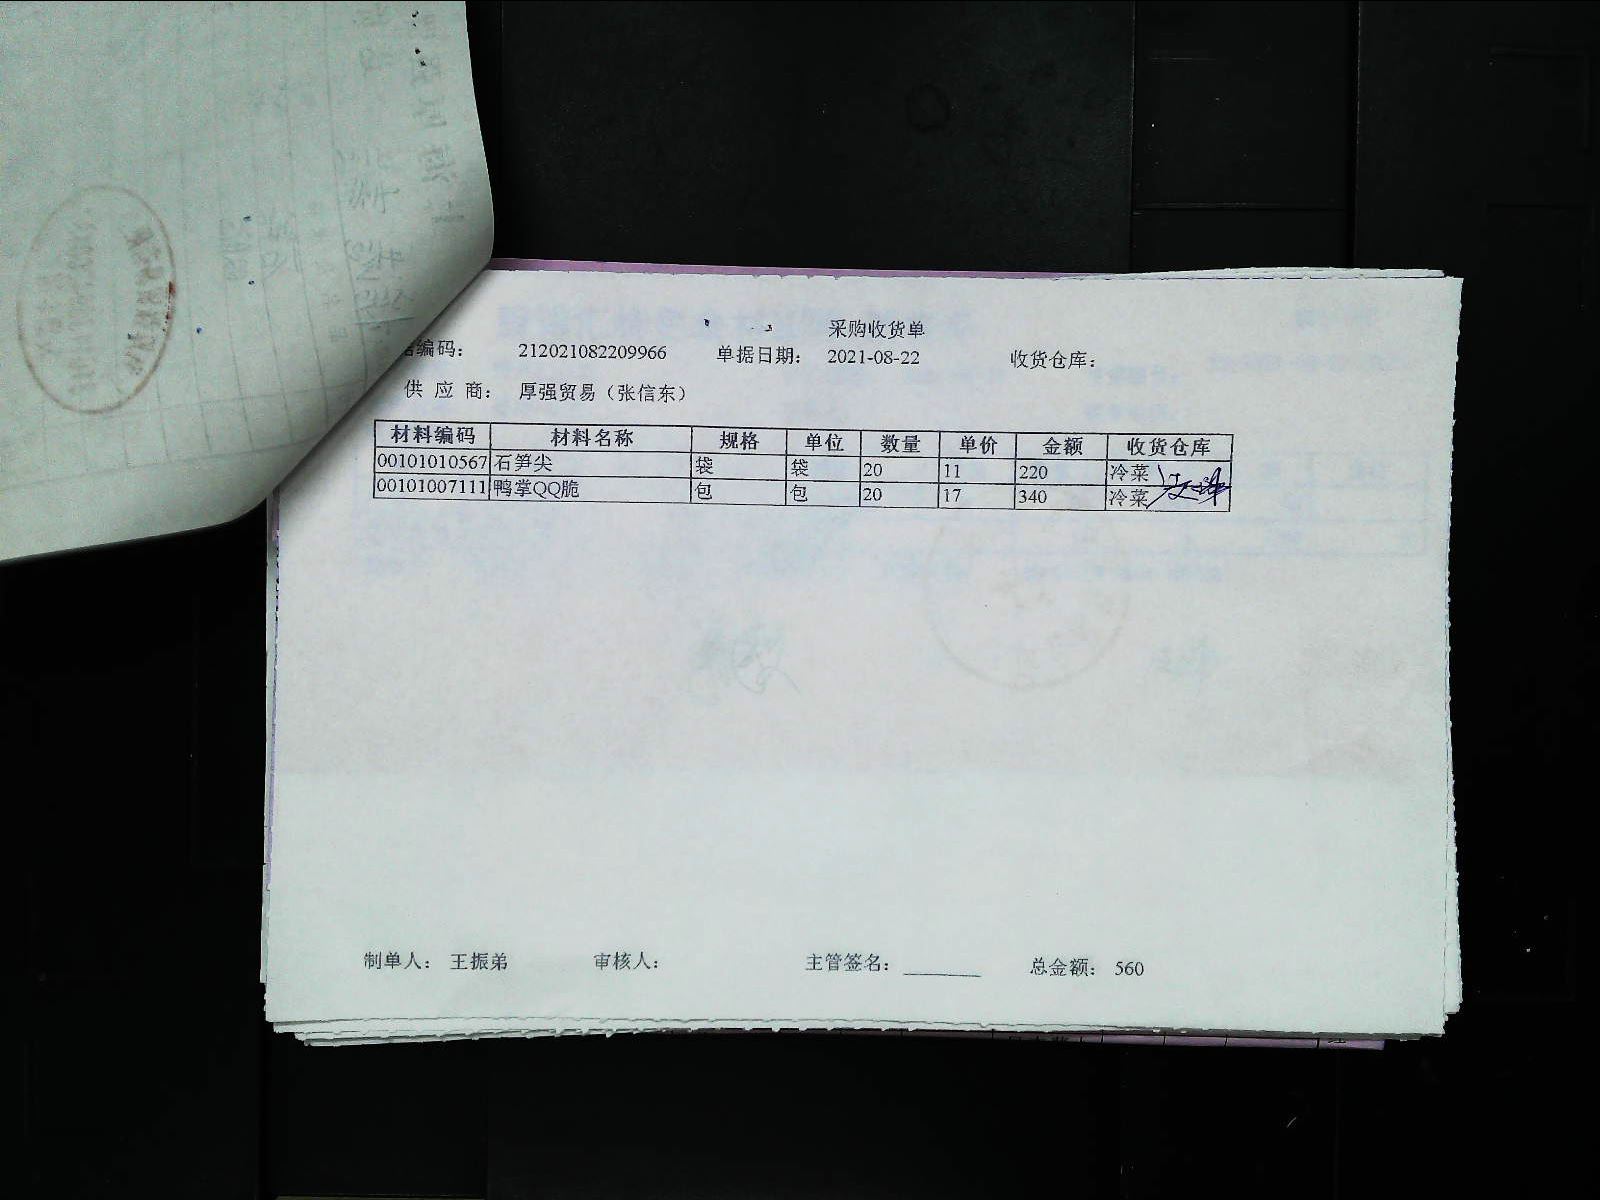 采购收货单
编码： 212021082209966 单据日期： 2021-08-22 收货仓库：
供 应 商： 厚强贸易（张信东）
材料编码 材料名称 规格 单位 数量 单价 金额 收货仓库
00101010567 石笋尖 袋 袋 20 11 220 冷菜
00101007111 鸭掌QQ脆 包 包 20 17 340 冷菜
制单人： 王振弟 审核人： 主管签名： 总金额： 560